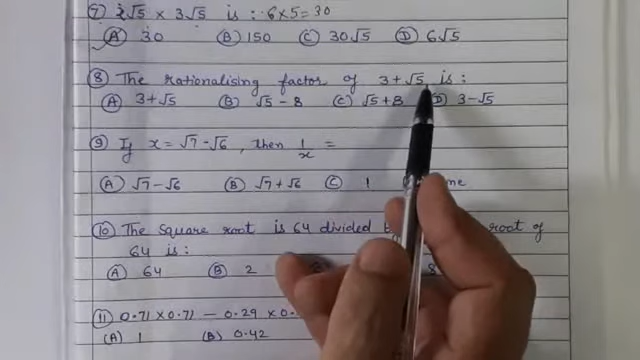 7) 2√5 × 3√5 is : 6×5=30
(A) 30 (B) 150 (C) 30√5 (D) 6√5
(8) The rationalising factor of 3+√5 is :
(A) 3+√5 (B) √5 - 8 (C) √5 + 8 (D) 3-√5
(9) If x = √7 - √6 , then 1/x =
(A) √7 - √6 (B) √7 + √6 (C) 1
(10) The square root is 64 divided root of
64 is :
(A) 64 (B) 2 8
(11) 0.71 × 0.71 - 0.29 × 0.
(A) 1 (B) 0.42